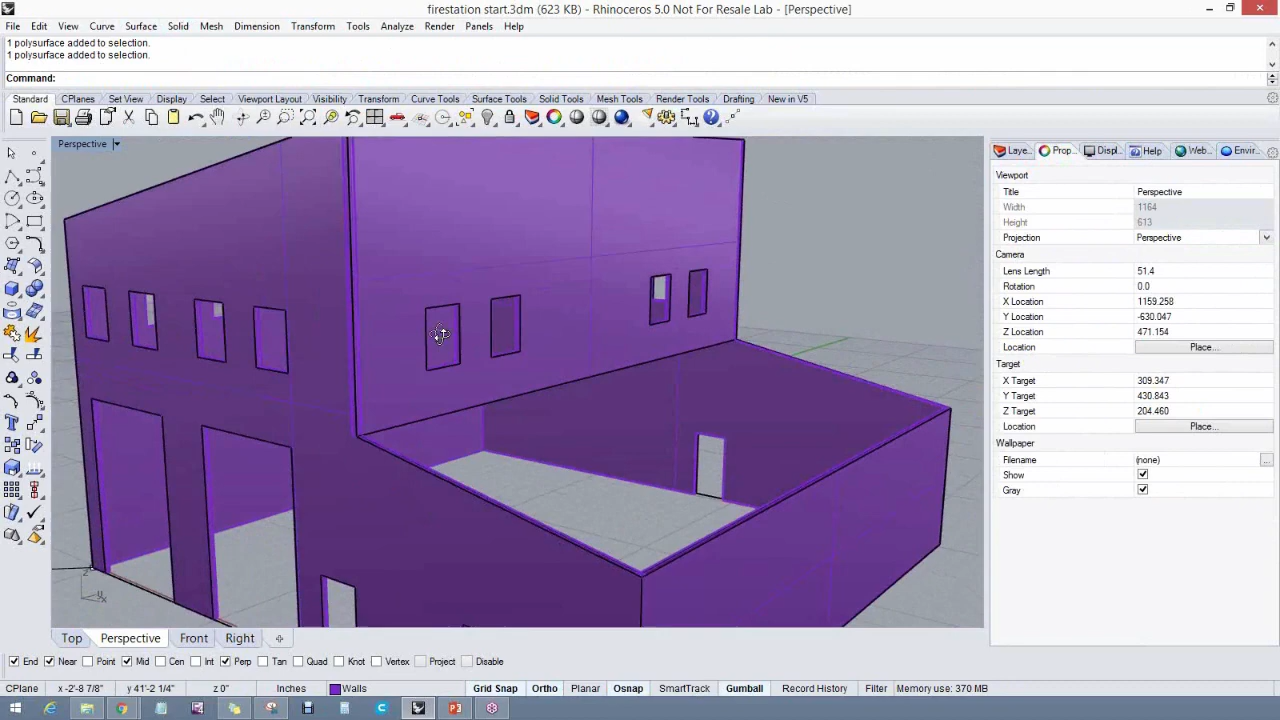 firestation start.3dm (623 KB) - Rhinoceros 5.0 Not For Resale Lab - [Perspective]
File Edit View Curve Surface Solid Mesh Dimension Transform Tools Analyze Render Panels Help
1 polysurface added to selection.
1 polysurface added to selection.
Command:
Standard CPlanes Set View Display Select Viewport Layout Visibility Transform Curve Tools Surface Tools Solid Tools Mesh Tools Render Tools Drafting New in V5
Perspective
Laye... Prop... Displ... Help Web... Envir...
Viewport
Title Perspective
Width 1164
Height 613
Projection Perspective
Camera
Lens Length 51.4
Rotation 0.0
X Location 1159.258
Y Location -630.047
Z Location 471.154
Location Place...
Target
X Target 309.347
Y Target 430.843
Z Target 204.460
Location Place...
Wallpaper
Filename (none) ...
Show
Gray
z
x
Top Perspective Front Right
End Near Point Mid Cen Int Perp Tan Quad Knot Vertex Project Disable
CPlane x -2'-8 7/8" y 41'-2 1/4" z 0" Inches Walls Grid Snap Ortho Planar Osnap SmartTrack Gumball Record History Filter Memory use: 370 MB